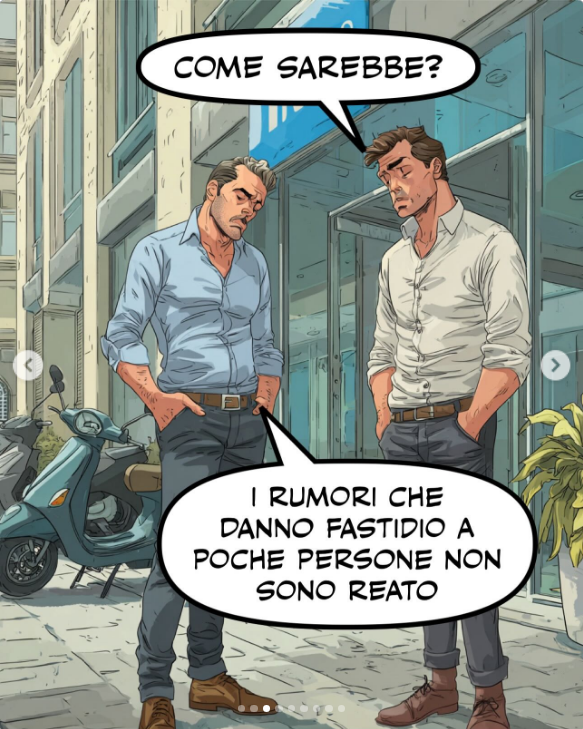 COME SAREBBE?
I RUMORI CHE
DANNO FASTIDIO A
POCHE PERSONE NON
SONO REATO